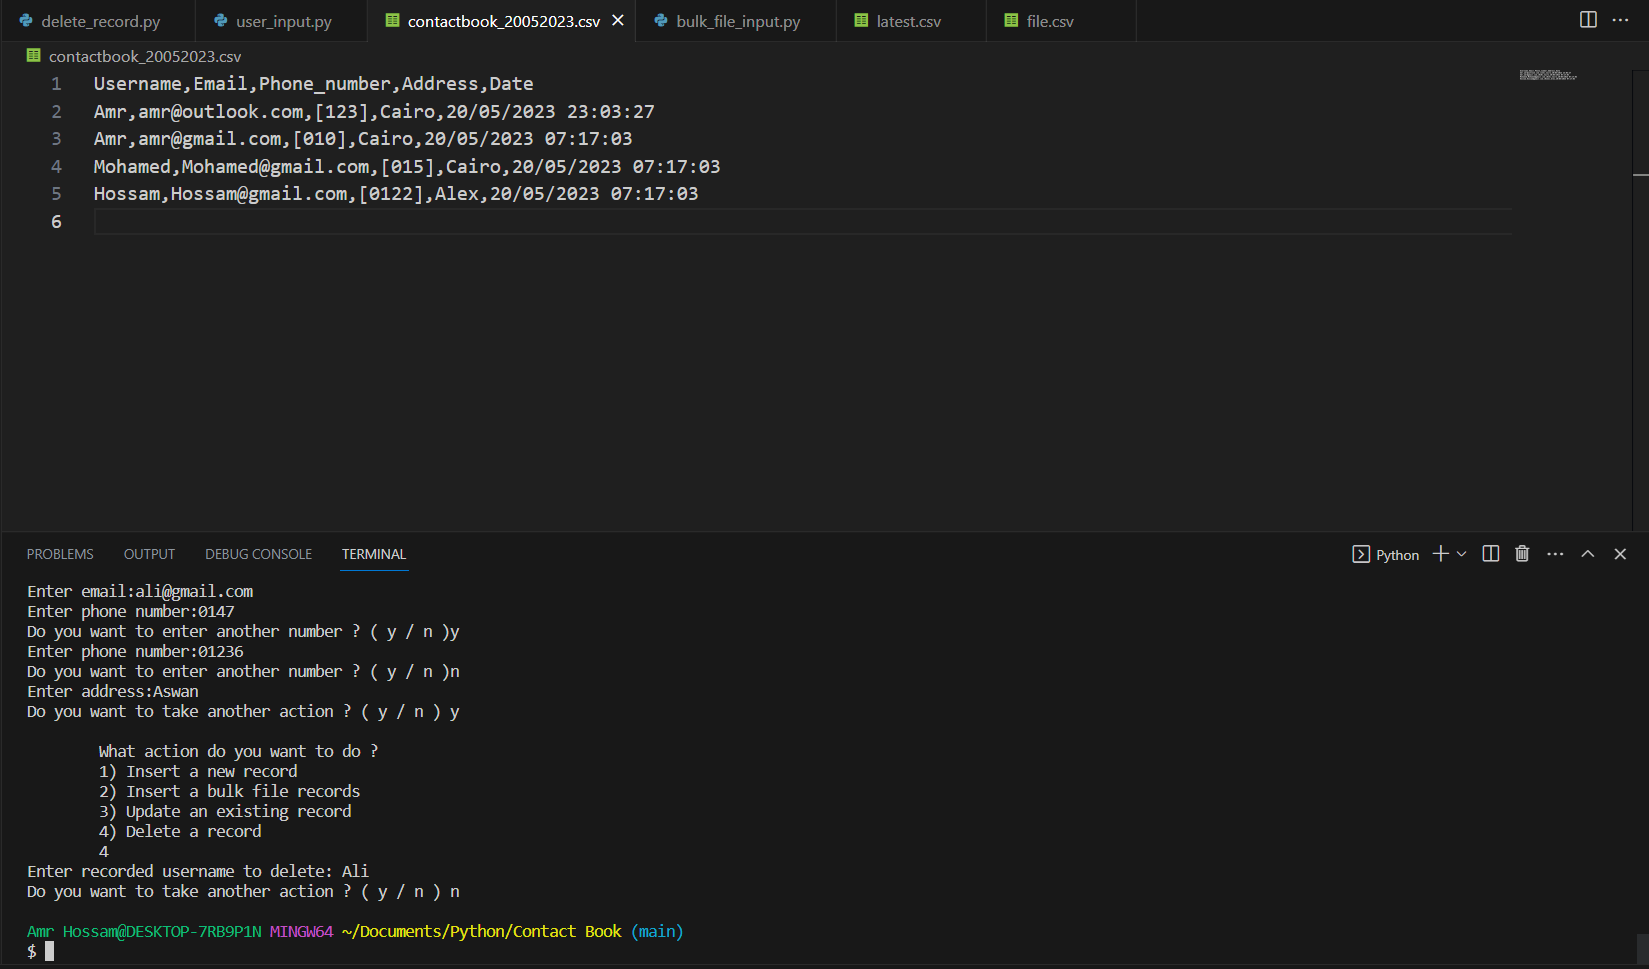 delete_record.py user_input.py contactbook_20052023.csv bulk_file_input.py latest.csv file.csv
contactbook_20052023.csv
1 Username,Email,Phone_number,Address,Date
2 Amr,amr@outlook.com,[123],Cairo,20/05/2023 23:03:27
3 Amr,amr@gmail.com,[010],Cairo,20/05/2023 07:17:03
4 Mohamed,Mohamed@gmail.com,[015],Cairo,20/05/2023 07:17:03
5 Hossam,Hossam@gmail.com,[0122],Alex,20/05/2023 07:17:03
6
PROBLEMS OUTPUT DEBUG CONSOLE TERMINAL Python
Enter email:ali@gmail.com
Enter phone number:0147
Do you want to enter another number ? ( y / n )y
Enter phone number:01236
Do you want to enter another number ? ( y / n )n
Enter address:Aswan
Do you want to take another action ? ( y / n ) y
What action do you want to do ?
1) Insert a new record
2) Insert a bulk file records
3) Update an existing record
4) Delete a record
4
Enter recorded username to delete: Ali
Do you want to take another action ? ( y / n ) n
Amr Hossam@DESKTOP-7RB9P1N MINGW64 ~/Documents/Python/Contact Book (main)
$